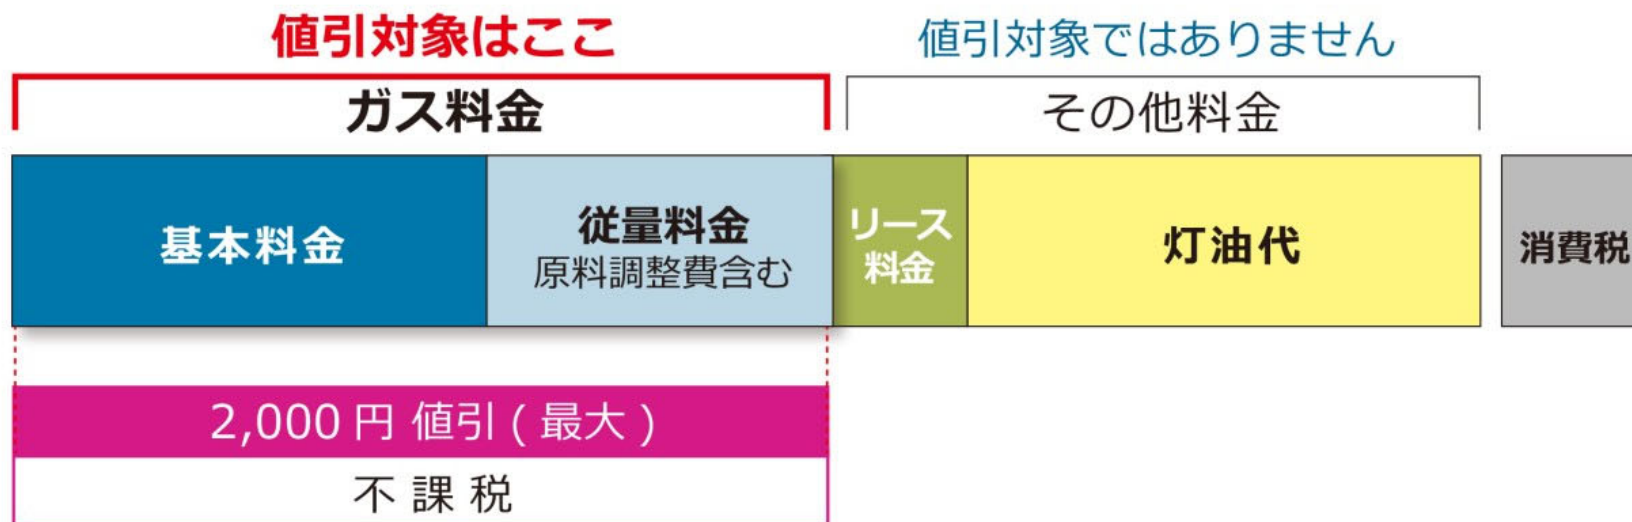 値引対象はここ
値引対象ではありません
ガス料金
その他料金
基本料金
従量料金
原料調整費含む
リース
料金
灯油代
消費税
2,000 円 値引 ( 最大 )
不 課 税